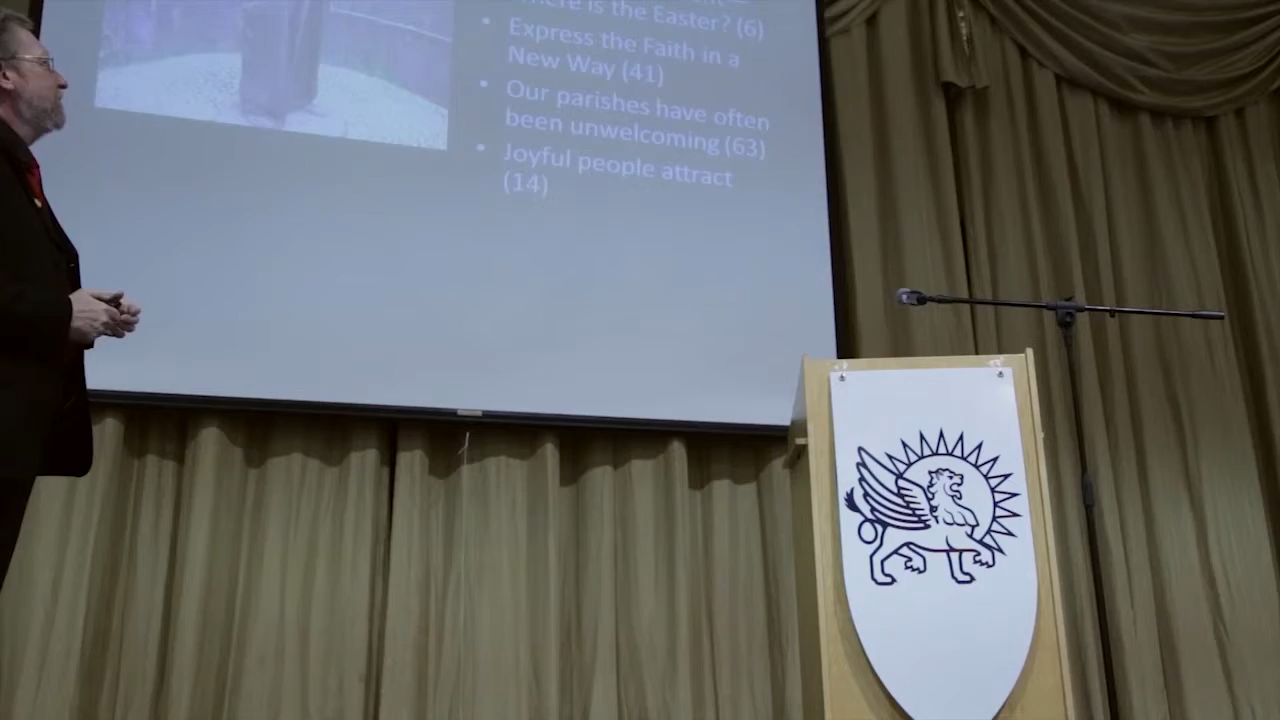 here is the Easter? (6)
• Express the Faith in a
New Way (41)
• Our parishes have often
been unwelcoming (63)
• Joyful people attract
(14)